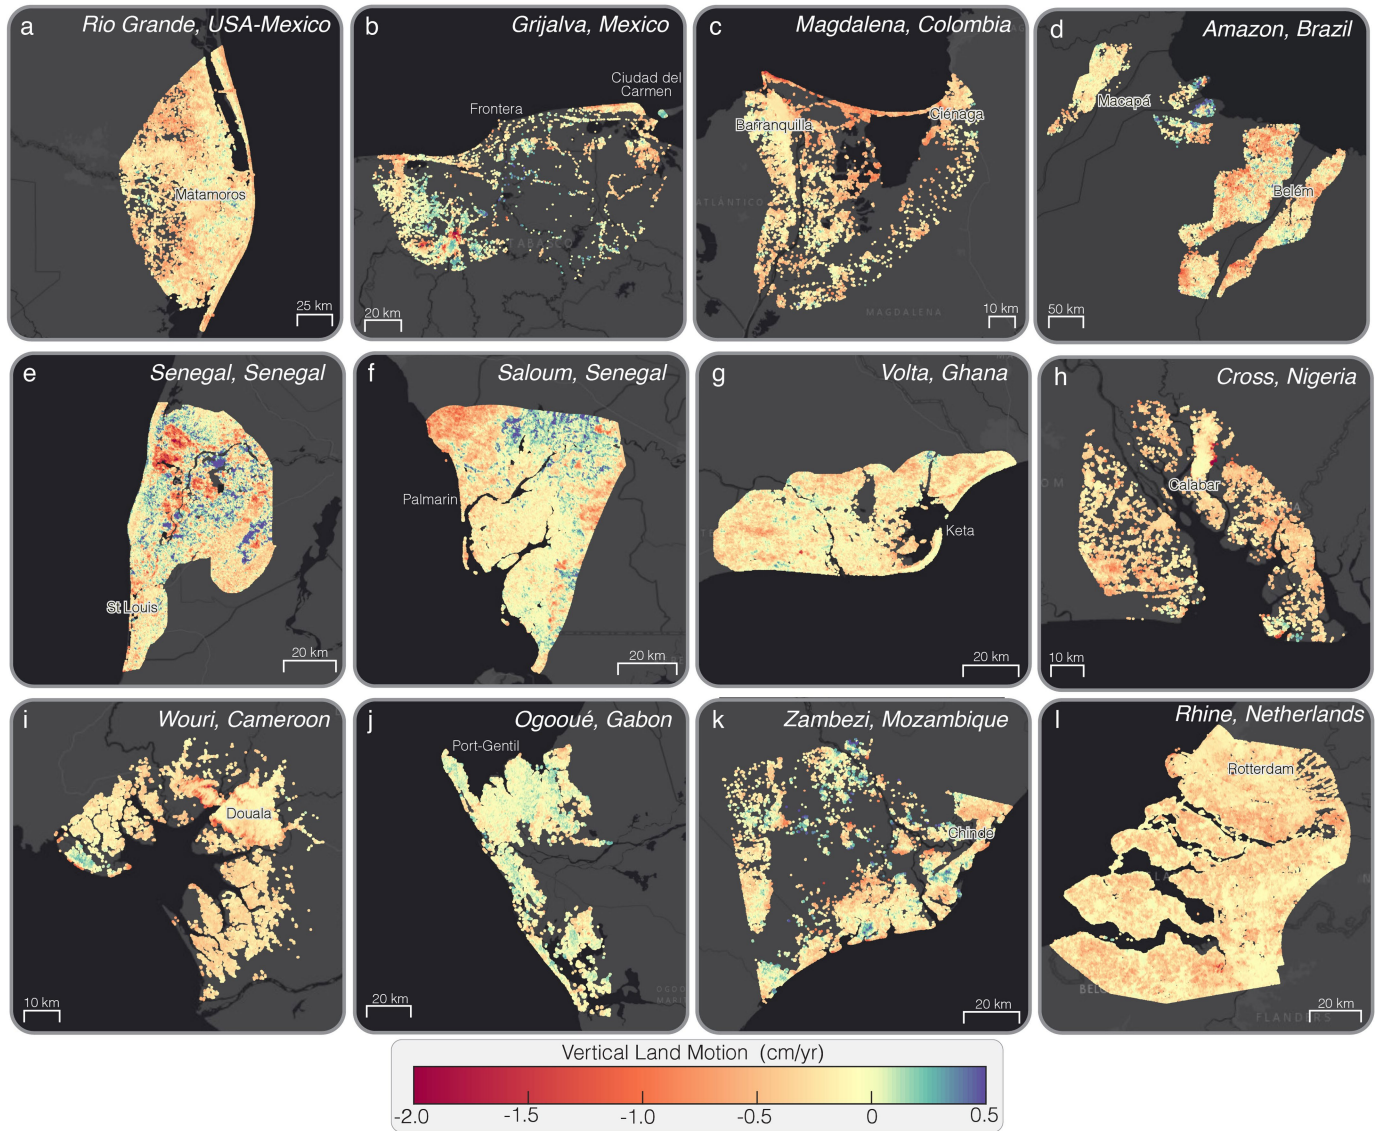 a
Rio Grande, USA-Mexico
Matamoros
25 km
b
Grijalva, Mexico
Ciudad del
Carmen
Frontera
TABASCO
20 km
c
Magdalena, Colombia
Barranquilla
Ciénaga
ATLÁNTICO
MAGDALENA
10 km
d
Amazon, Brazil
Macapá
Belém
50 km
e
Senegal, Senegal
St Louis
20 km
f
Saloum, Senegal
Palmarin
20 km
g
Volta, Ghana
Keta
20 km
h
Cross, Nigeria
Calabar
10 km
i
Wouri, Cameroon
Douala
10 km
j
Ogooué, Gabon
Port-Gentil
20 km
k
Zambezi, Mozambique
Chinde
20 km
l
Rhine, Netherlands
Rotterdam
20 km
FLANDERS
Vertical Land Motion (cm/yr)
-2.0 -1.5 -1.0 -0.5 0 0.5